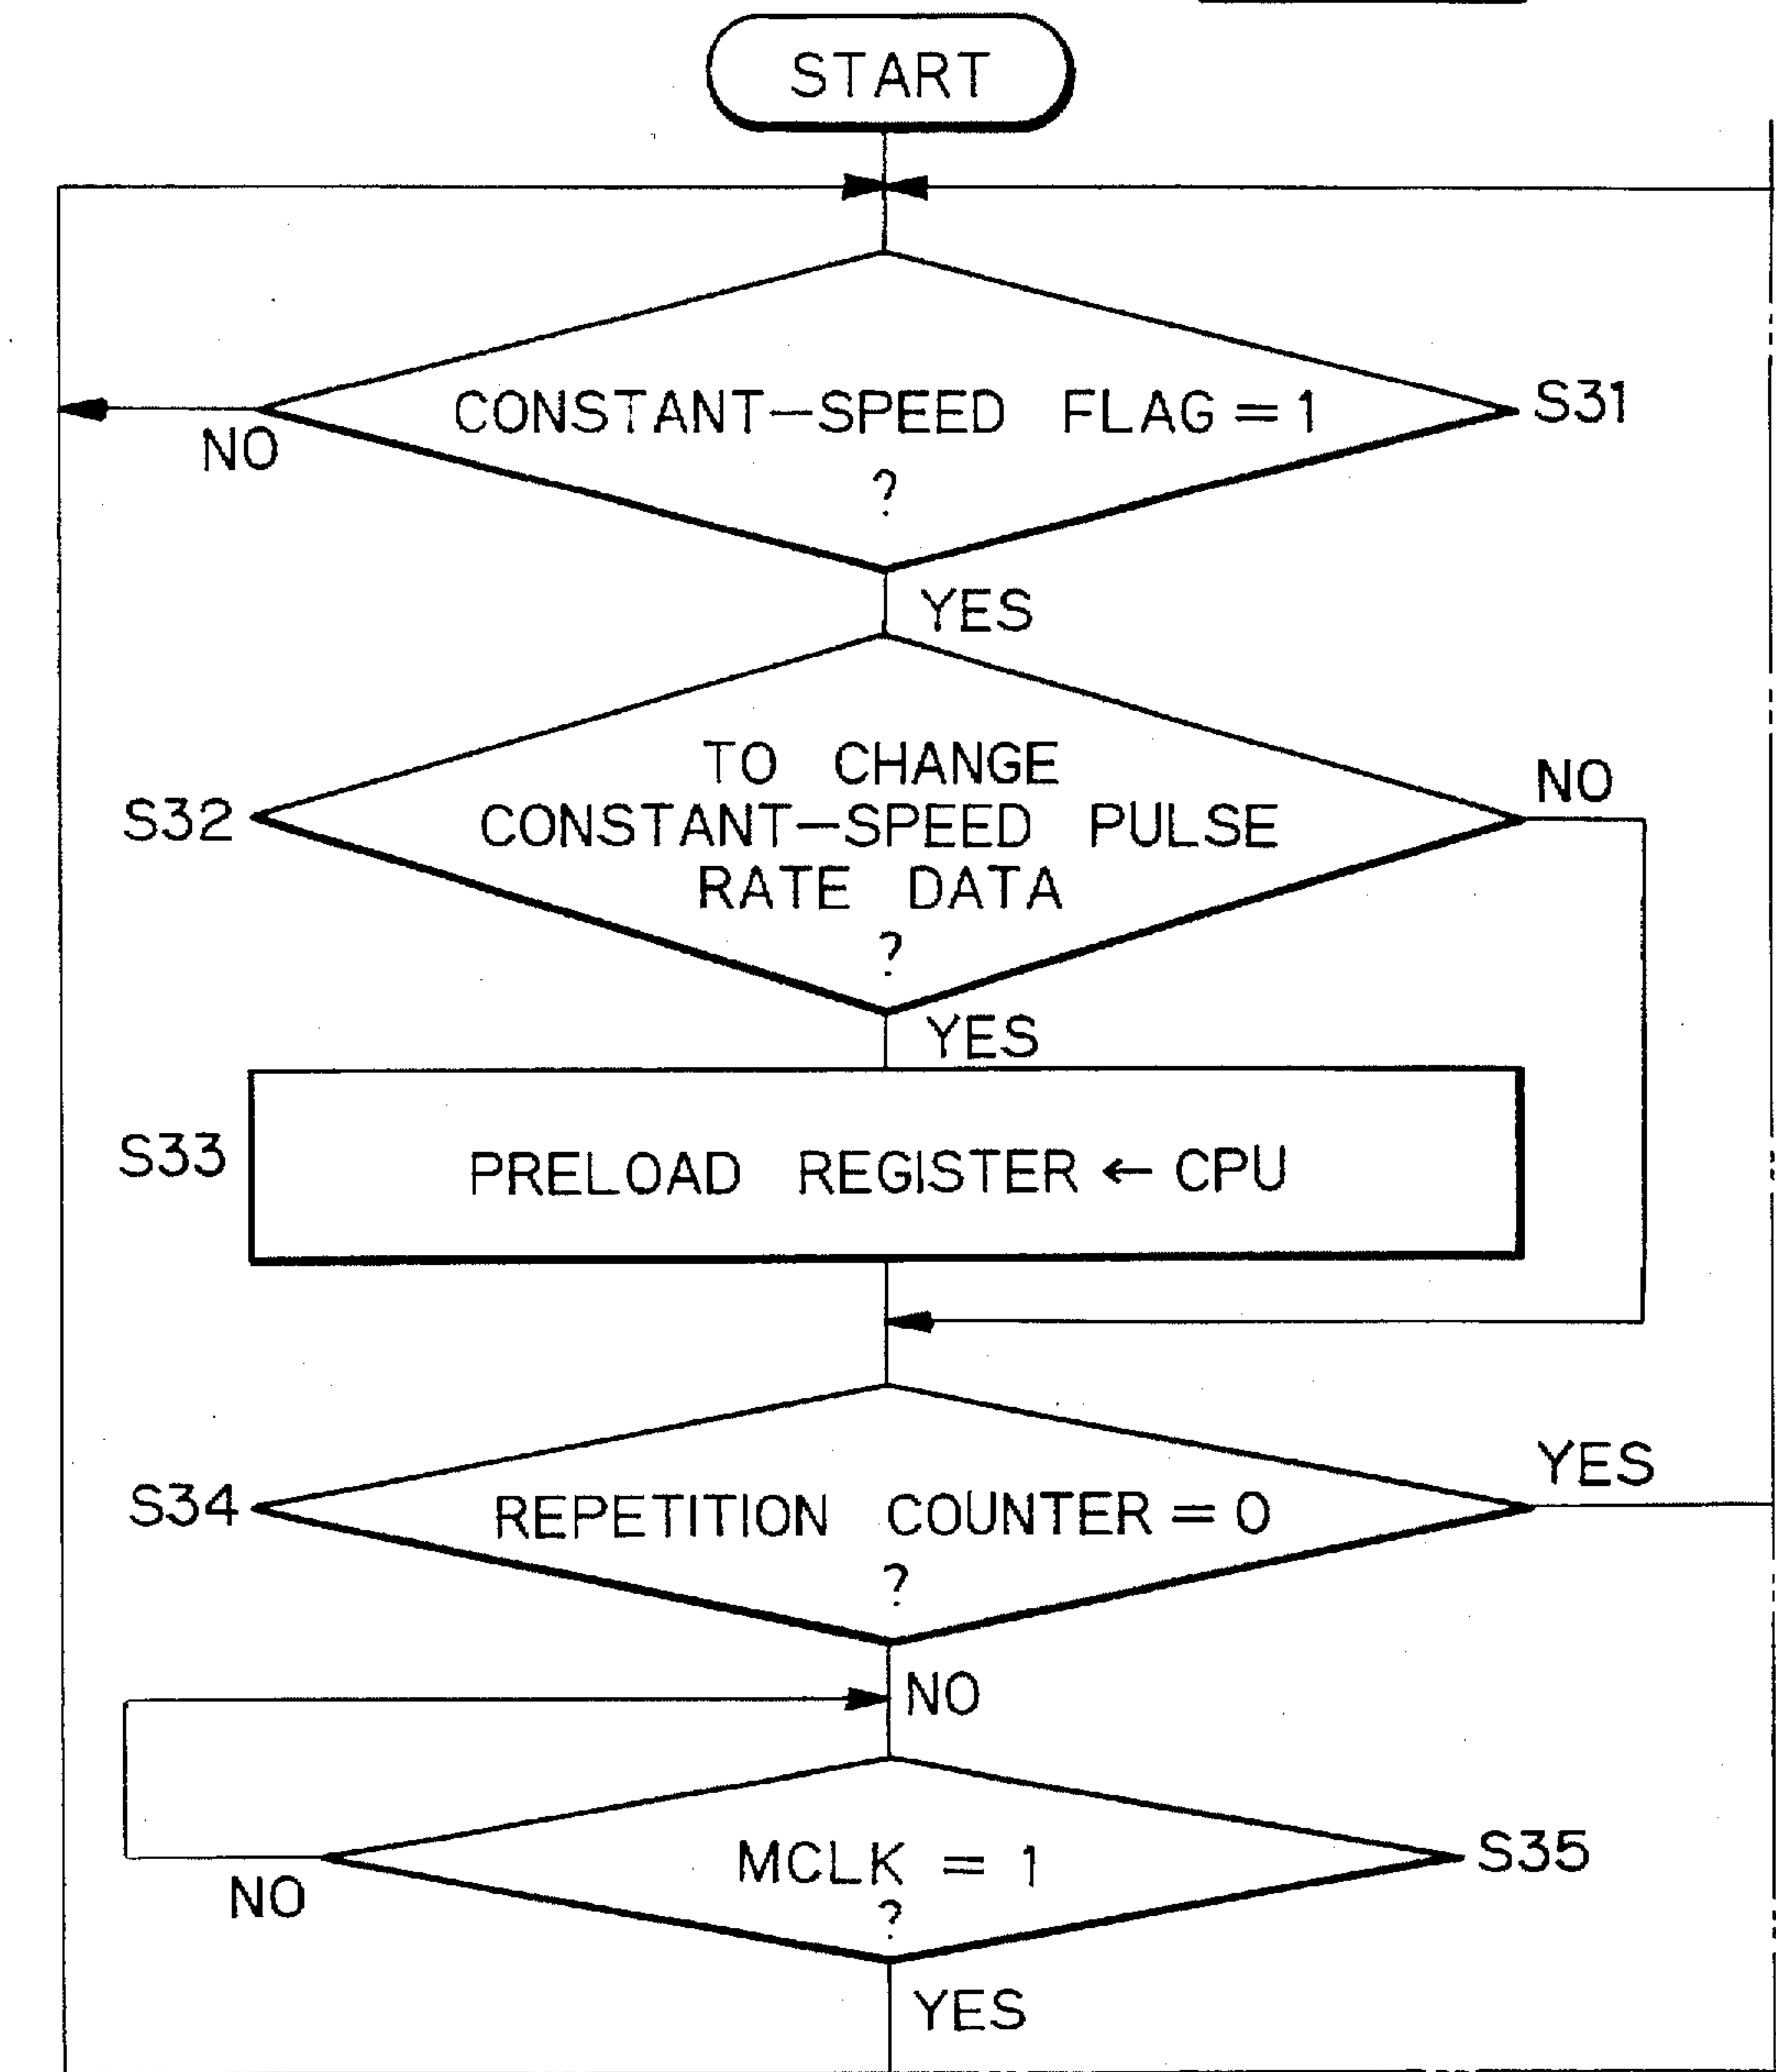 START
CONSTANT-SPEED FLAG = 1
?
S31
NO
YES
TO CHANGE
CONSTANT-SPEED PULSE
RATE DATA
?
S32
NO
YES
S33
PRELOAD REGISTER ← CPU
S34
REPETITION COUNTER = 0
?
YES
NO
MCLK = 1
?
S35
NO
YES